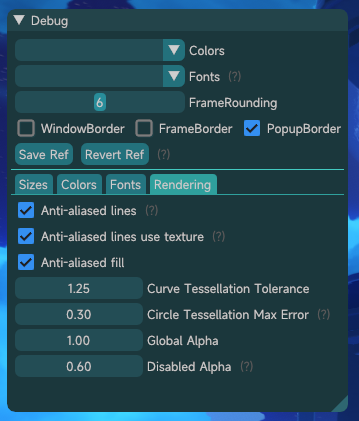 Debug
Colors
Fonts (?)
6 FrameRounding
WindowBorder FrameBorder PopupBorder
Save Ref Revert Ref (?)
Sizes Colors Fonts Rendering
Anti-aliased lines (?)
Anti-aliased lines use texture (?)
Anti-aliased fill
1.25 Curve Tessellation Tolerance
0.30 Circle Tessellation Max Error (?)
1.00 Global Alpha
0.60 Disabled Alpha (?)